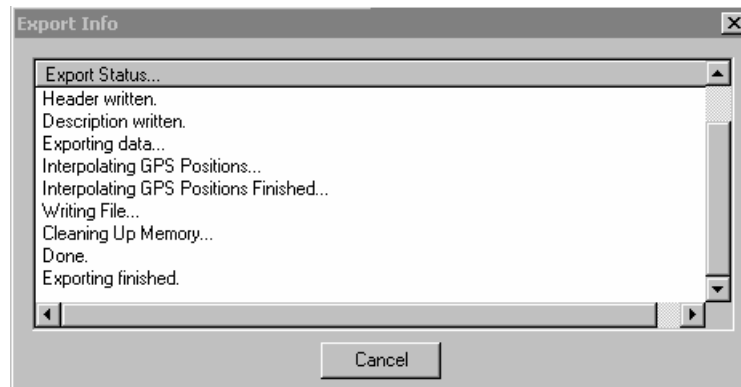 Export Info
Export Status...
Header written.
Description written.
Exporting data...
Interpolating GPS Positions...
Interpolating GPS Positions Finished...
Writing File...
Cleaning Up Memory...
Done.
Exporting finished.
Cancel